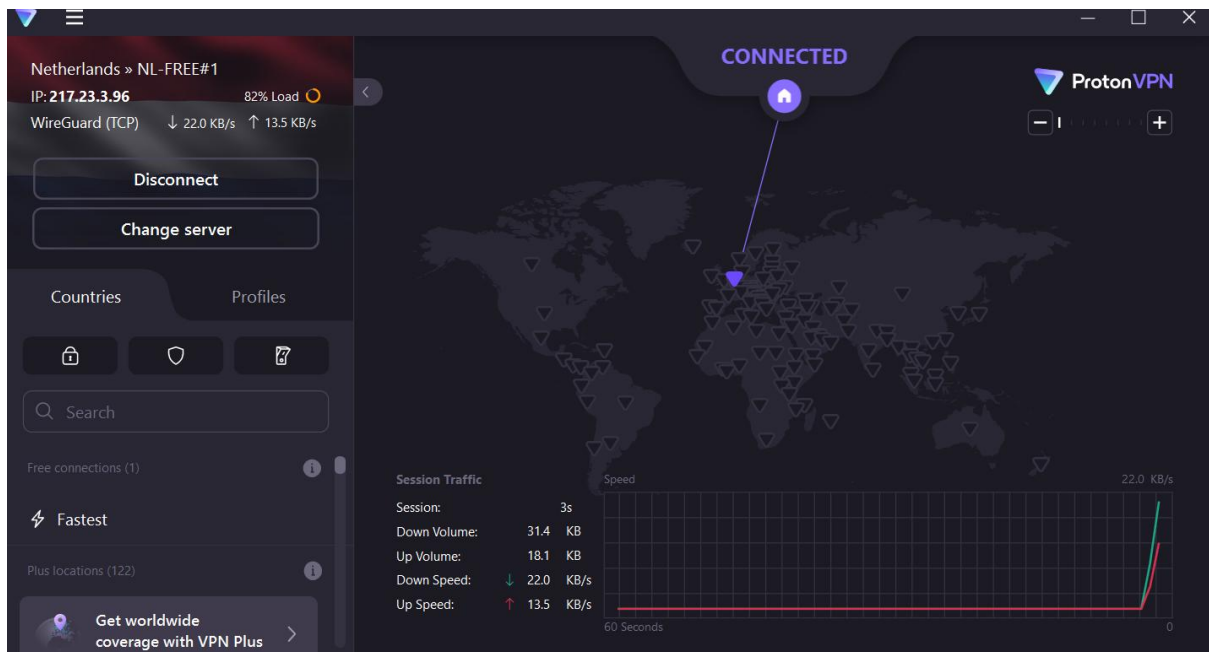 Netherlands » NL-FREE#1
IP: 217.23.3.96 82% Load
WireGuard (TCP) ↓ 22.0 KB/s ↑ 13.5 KB/s
Disconnect
Change server
Countries Profiles
Search
Free connections (1)
Fastest
Plus locations (122)
Get worldwide
coverage with VPN Plus
CONNECTED
ProtonVPN
Session Traffic
Session: 3s
Down Volume: 31.4 KB
Up Volume: 18.1 KB
Down Speed: ↓ 22.0 KB/s
Up Speed: ↑ 13.5 KB/s
Speed 22.0 KB/s
60 Seconds 0